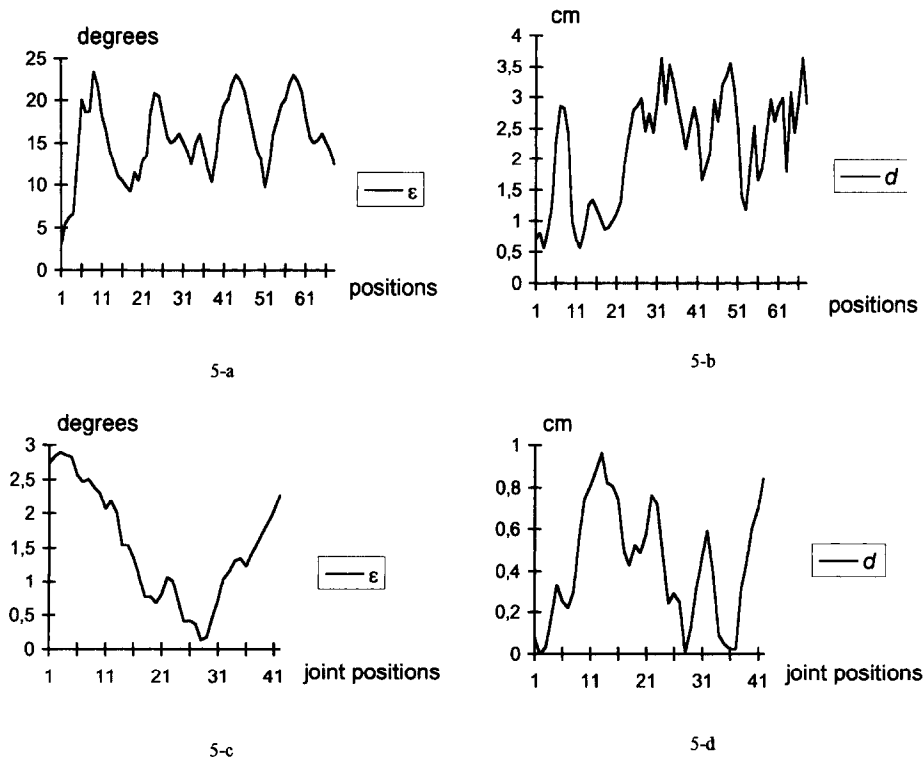 degrees
25
20
15
10
5
0
1 11 21 31 41 51 61
positions
ε
5-a
cm
4
3,5
3
2,5
2
1,5
1
0,5
0
1 11 21 31 41 51 61
positions
d
5-b
degrees
3
2,5
2
1,5
1
0,5
0
1 11 21 31 41
joint positions
ε
5-c
cm
1
0,8
0,6
0,4
0,2
0
1 11 21 31 41
joint positions
d
5-d